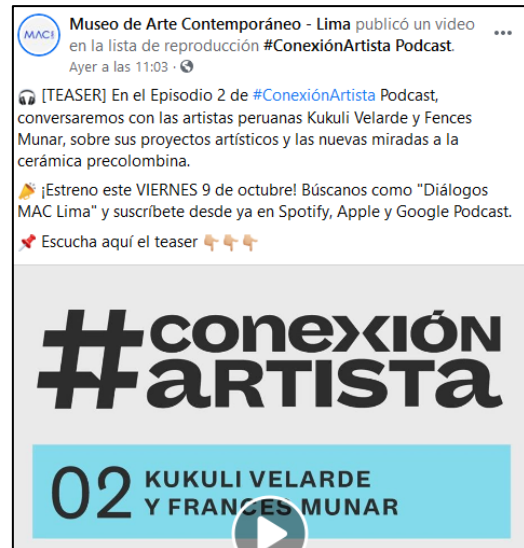 MAC!
Museo de Arte Contemporáneo - Lima publicó un video
en la lista de reproducción #ConexiónArtista Podcast.
Ayer a las 11:03 ·
[TEASER] En el Episodio 2 de #ConexiónArtista Podcast,
conversaremos con las artistas peruanas Kukuli Velarde y Fences
Munar, sobre sus proyectos artísticos y las nuevas miradas a la
cerámica precolombina.
¡Estreno este VIERNES 9 de octubre! Búscanos como "Diálogos
MAC Lima" y suscríbete desde ya en Spotify, Apple y Google Podcast.
Escucha aquí el teaser
#conexión
artista
02 KUKULI VELARDE
Y FRANCES MUNAR